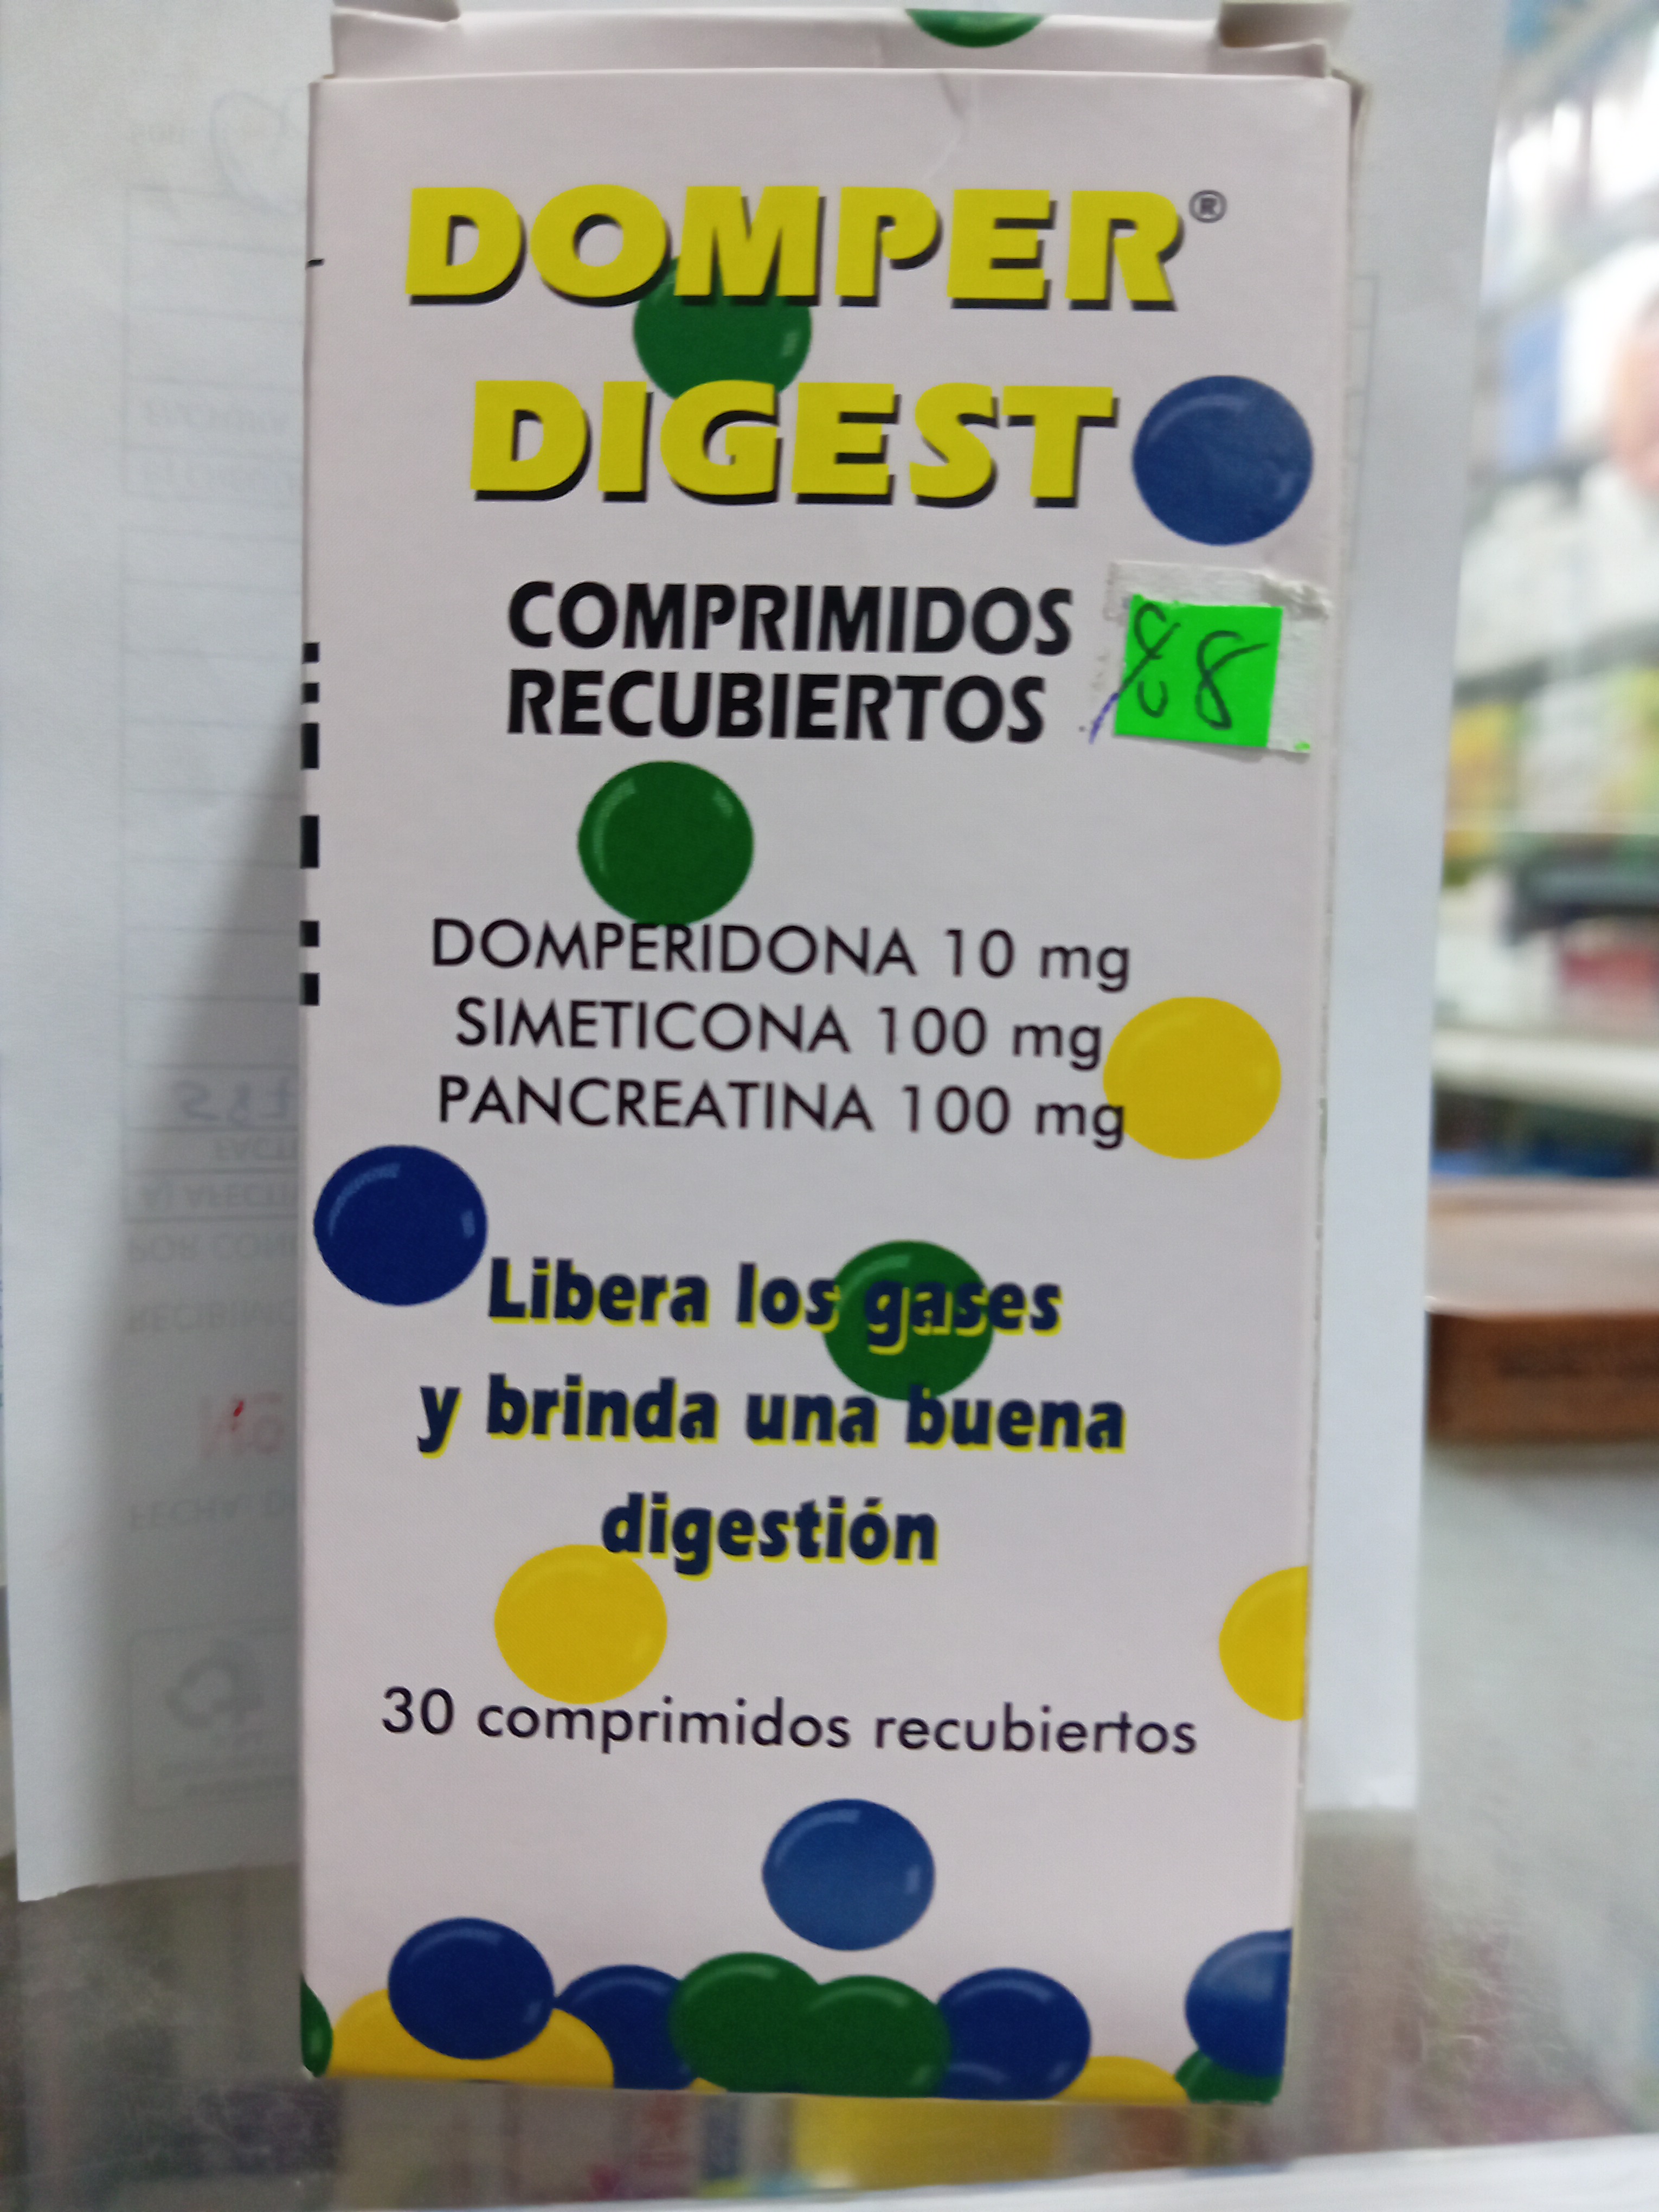 DOMPER®
DIGEST
COMPRIMIDOS
RECUBIERTOS
DOMPERIDONA 10 mg
SIMETICONA 100 mg
PANCREATINA 100 mg
Libera los gases
y brinda una buena
digestión
30 comprimidos recubiertos